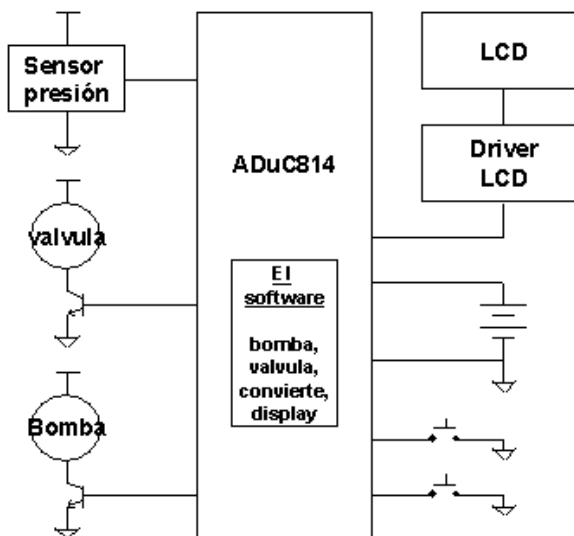 Sensor
presión
valvula
Bomba
ADuC814
El
software
bomba,
valvula,
convierte,
display
LCD
Driver
LCD